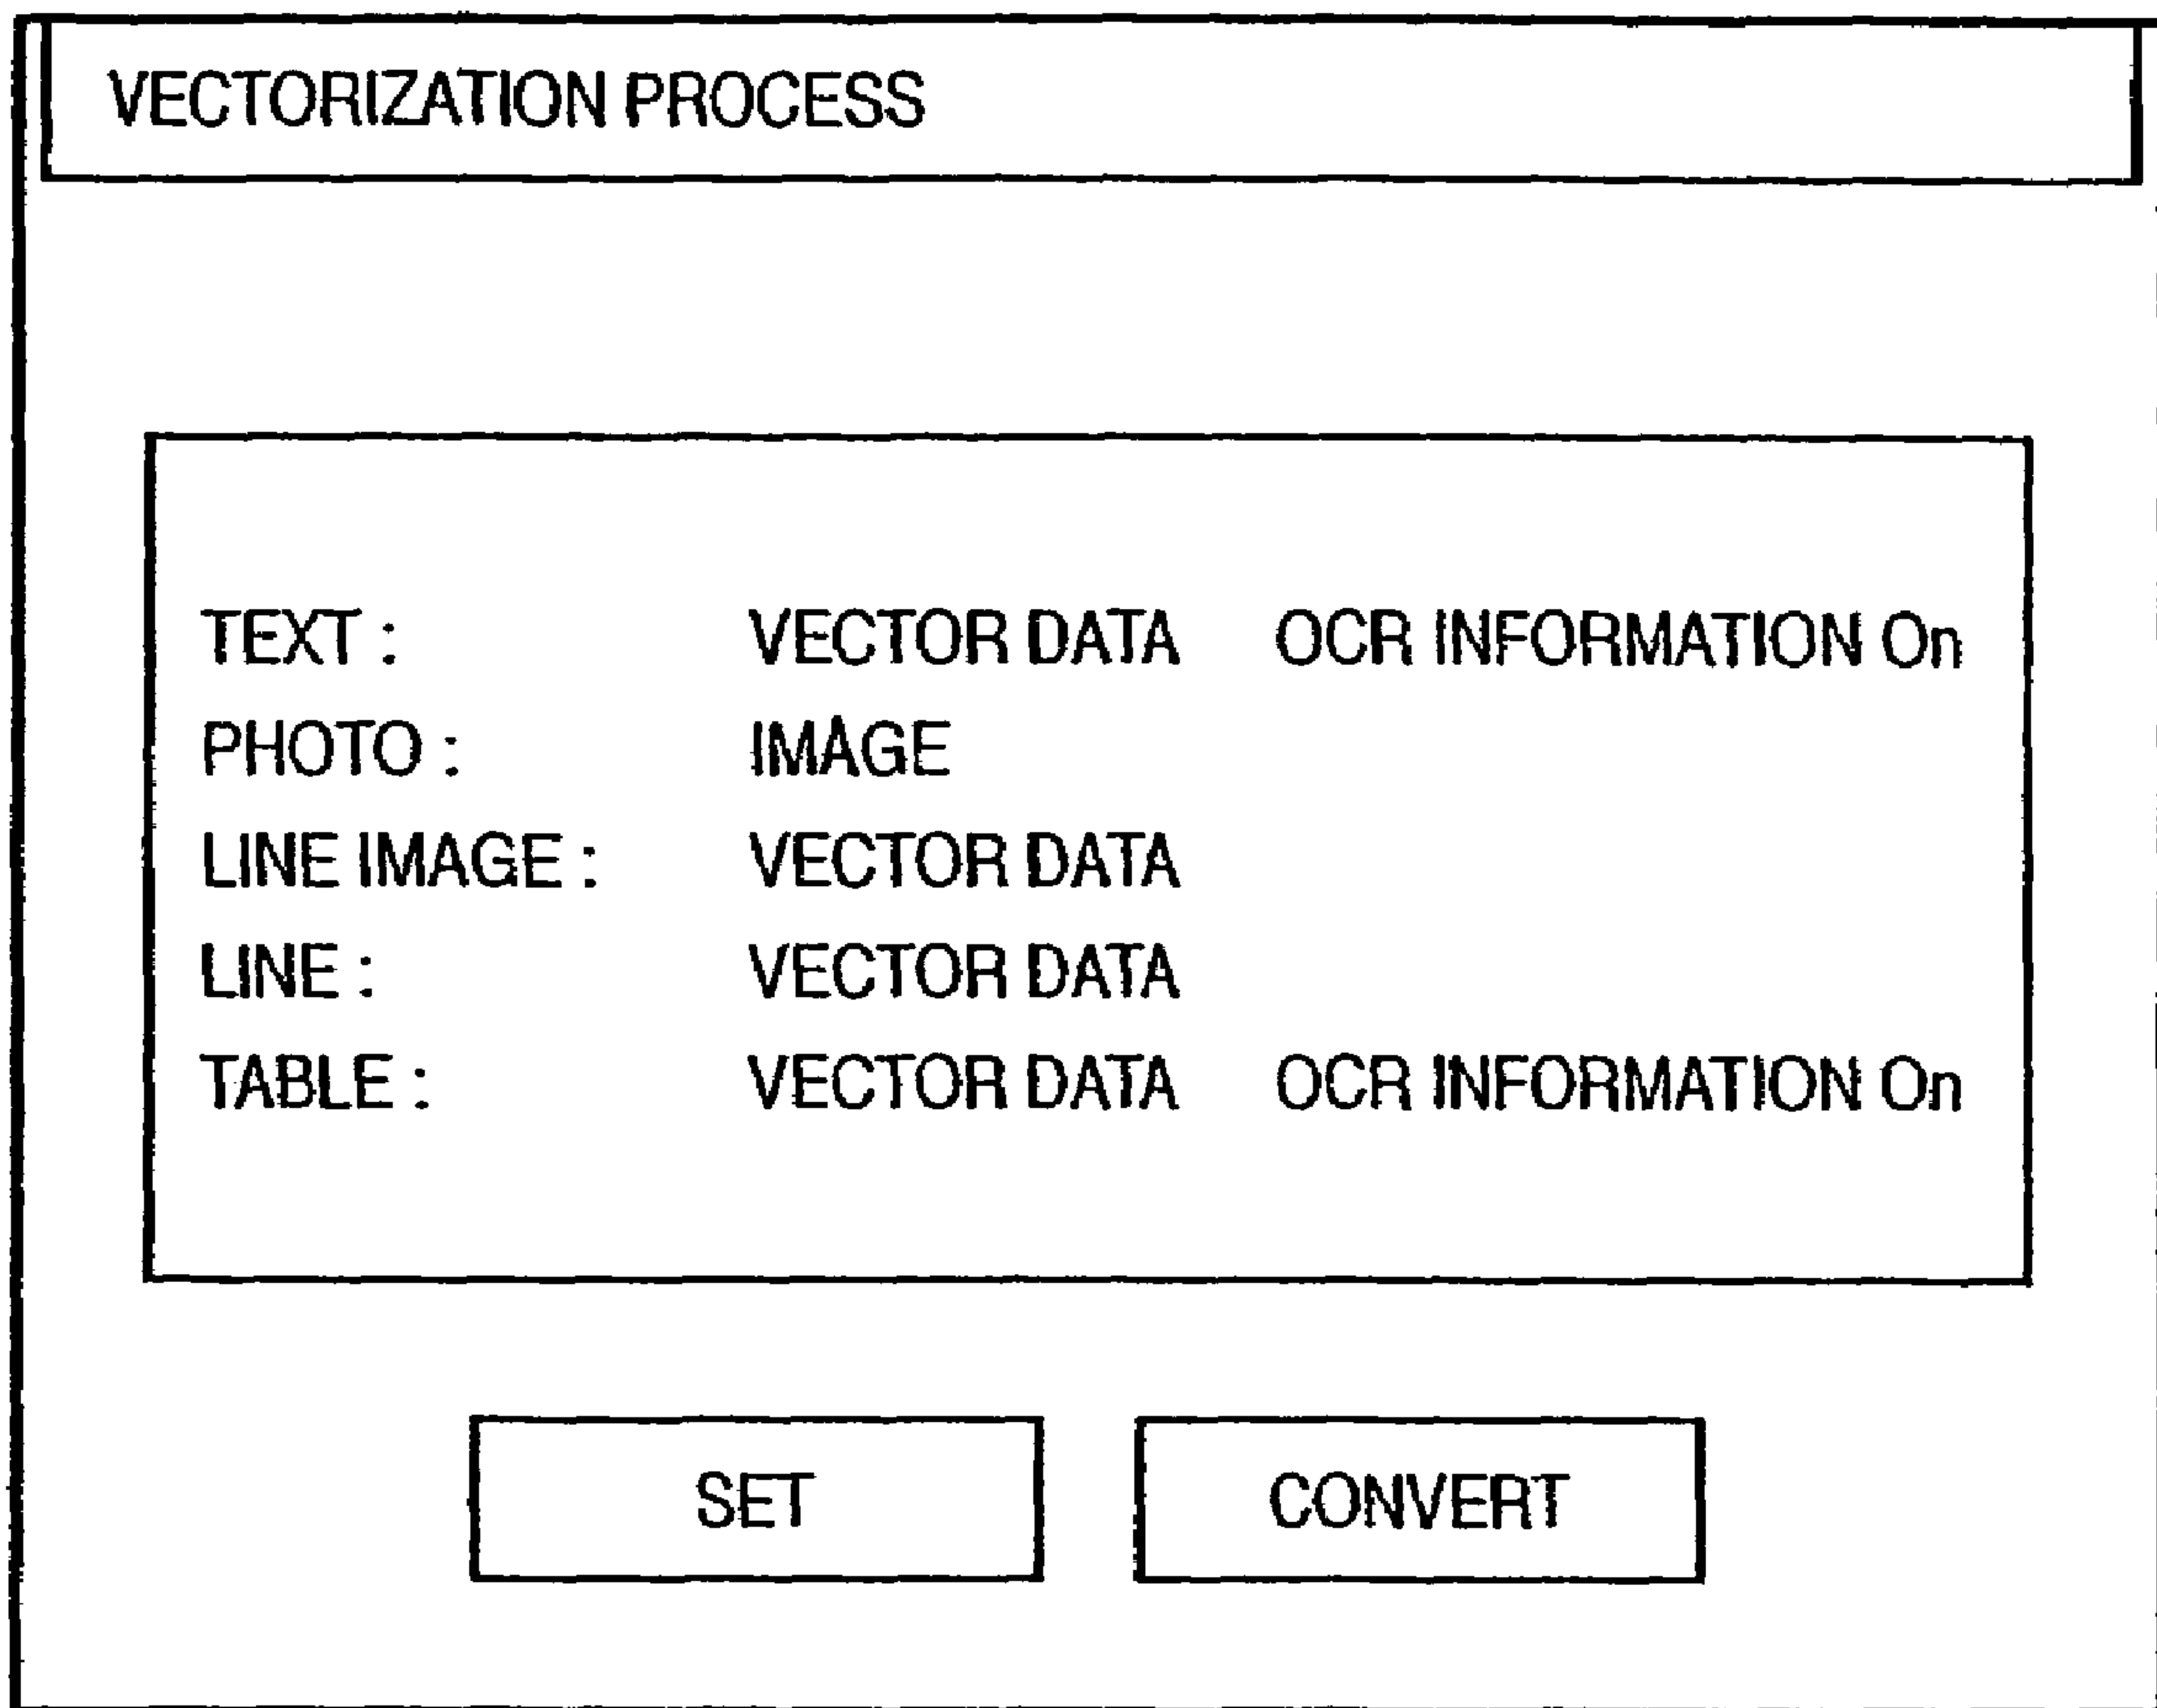 VECTORIZATION PROCESS
TEXT : VECTOR DATA OCR INFORMATION On
PHOTO : IMAGE
LINE IMAGE : VECTOR DATA
LINE : VECTOR DATA
TABLE : VECTOR DATA OCR INFORMATION On
SET CONVERT